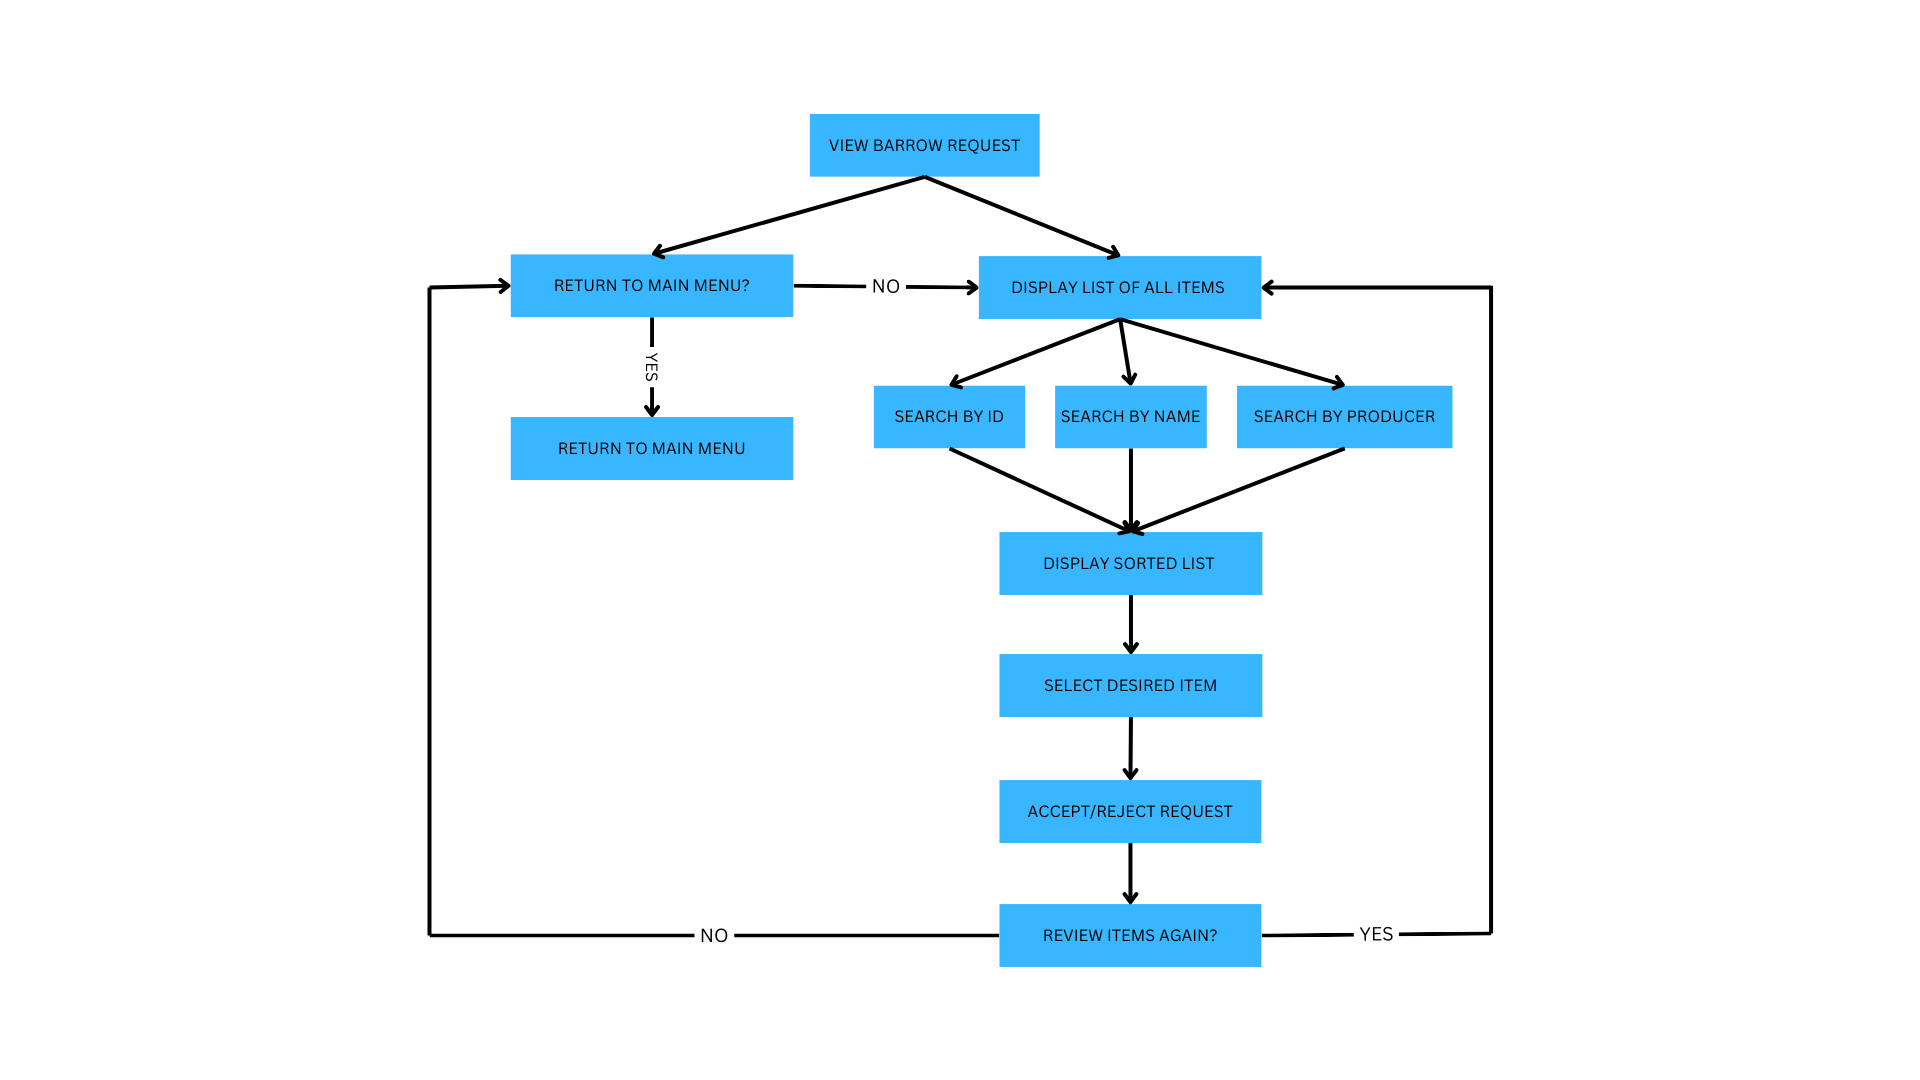 VIEW BARROW REQUEST
RETURN TO MAIN MENU?
NO
DISPLAY LIST OF ALL ITEMS
YES
SEARCH BY ID
SEARCH BY NAME
SEARCH BY PRODUCER
RETURN TO MAIN MENU
DISPLAY SORTED LIST
SELECT DESIRED ITEM
ACCEPT/REJECT REQUEST
NO
REVIEW ITEMS AGAIN?
YES